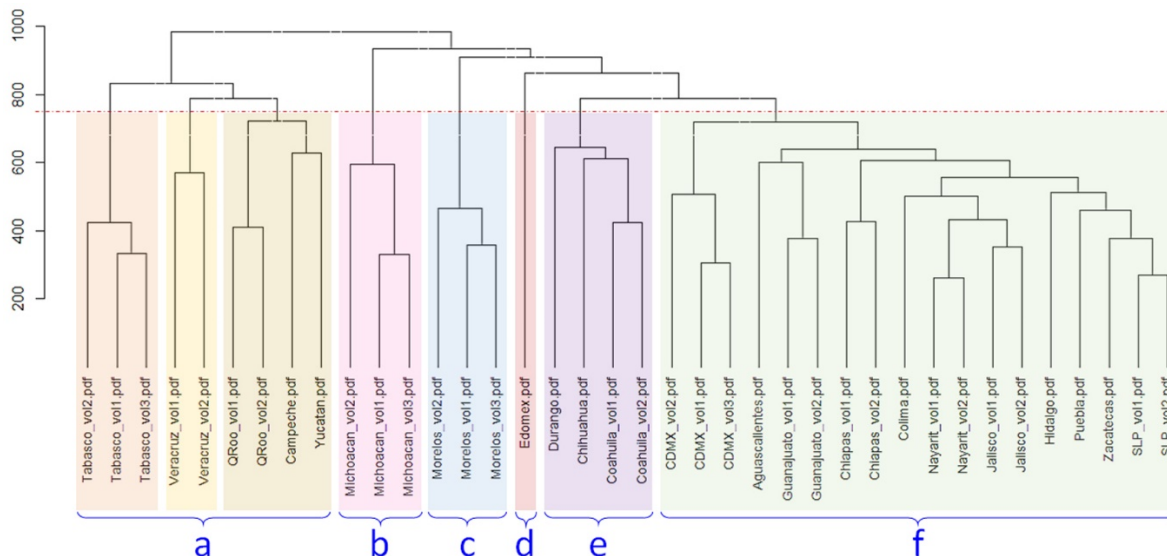 1000
800
600
400
200
Tabasco_vol2.pdf
Tabasco_vol1.pdf
Tabasco_vol3.pdf
Veracruz_vol1.pdf
Veracruz_vol2.pdf
QRoo_vol1.pdf
QRoo_vol2.pdf
Campeche.pdf
Yucatan.pdf
Michoacan_vol2.pdf
Michoacan_vol1.pdf
Michoacan_vol3.pdf
Morelos_vol2.pdf
Morelos_vol1.pdf
Morelos_vol3.pdf
Edomex.pdf
Durango.pdf
Chihuahua.pdf
Coahuila_vol1.pdf
Coahuila_vol2.pdf
CDMX_vol2.pdf
CDMX_vol1.pdf
CDMX_vol3.pdf
Aguascalientes.pdf
Guanajuato_vol1.pdf
Guanajuato_vol2.pdf
Chiapas_vol1.pdf
Chiapas_vol2.pdf
Colima.pdf
Nayarit_vol1.pdf
Nayarit_vol2.pdf
Jalisco_vol1.pdf
Jalisco_vol2.pdf
Hidalgo.pdf
Puebla.pdf
Zacatecas.pdf
SLP_vol1.pdf
SLP_vol2.pdf
a
b
c
d
e
f